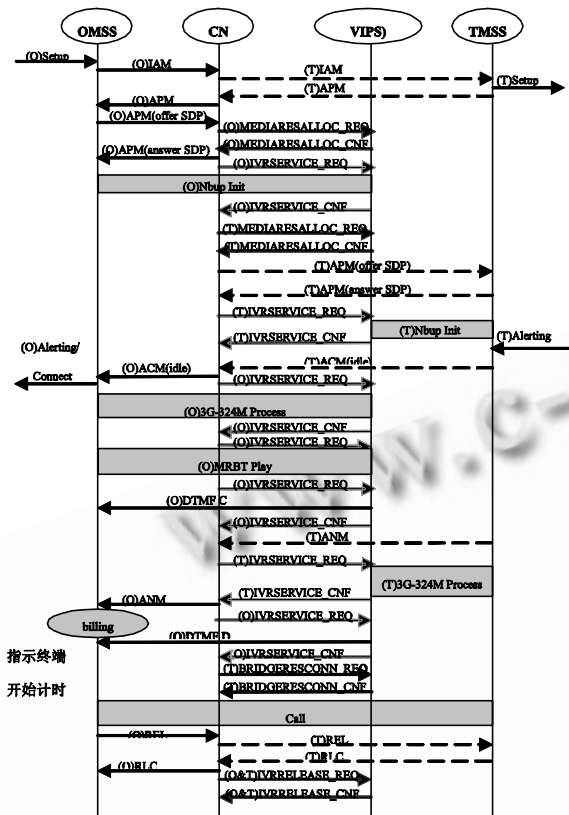 OMSS
CN
VIPS)
TMSS
(O)Setup
(O)IAM
(T)IAM
(T)Setup
(T)APM
(O)APM
(O)APM(offer SDP)
(O)MEDIARESALLOC_REQ
(O)MEDIARESALLOC_CNF
(O)APM(answer SDP)
(O)IVRSERVICE_REQ
(O)Nbup Init
(O)IVRSERVICE_CNF
(T)MEDIARESALLOC_REQ
(T)MEDIARESALLOC_CNF
(T)APM(offer SDP)
(T)APM(answer SDP)
(T)IVRSERVICE_REQ
(T)Nbup Init
(T)Alerting
(T)IVRSERVICE_CNF
(O)Alerting/
Connect
(T)ACM(idle)
(O)ACM(idle)
(O)IVRSERVICE_REQ
(O)3G-324M Process
(O)IVRSERVICE_CNF
(O)IVRSERVICE_REQ
(O)MRBT Play
(O)IVRSERVICE_REQ
(O)DTMF C
(O)IVRSERVICE_CNF
(T)ANM
(T)IVRSERVICE_REQ
(T)3G-324M Process
(T)IVRSERVICE_CNF
(O)ANM
(O)IVRSERVICE_REQ
billing
(O)DTMF D
指示终端
(O)IVRSERVICE_CNF
(T)BRIDGERESCONN_REQ
开始计时
(T)BRIDGERESCONN_CNF
Call
(O)REL
(T)REL
(T)RLC
(O)RLC
(O&T)IVRRELEASE_REQ
(O&T)IVRRELEASE_CNF
www.c-